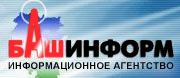 БАШИНФОРМ
ИНФОРМАЦИОННОЕ АГЕНТСТВО